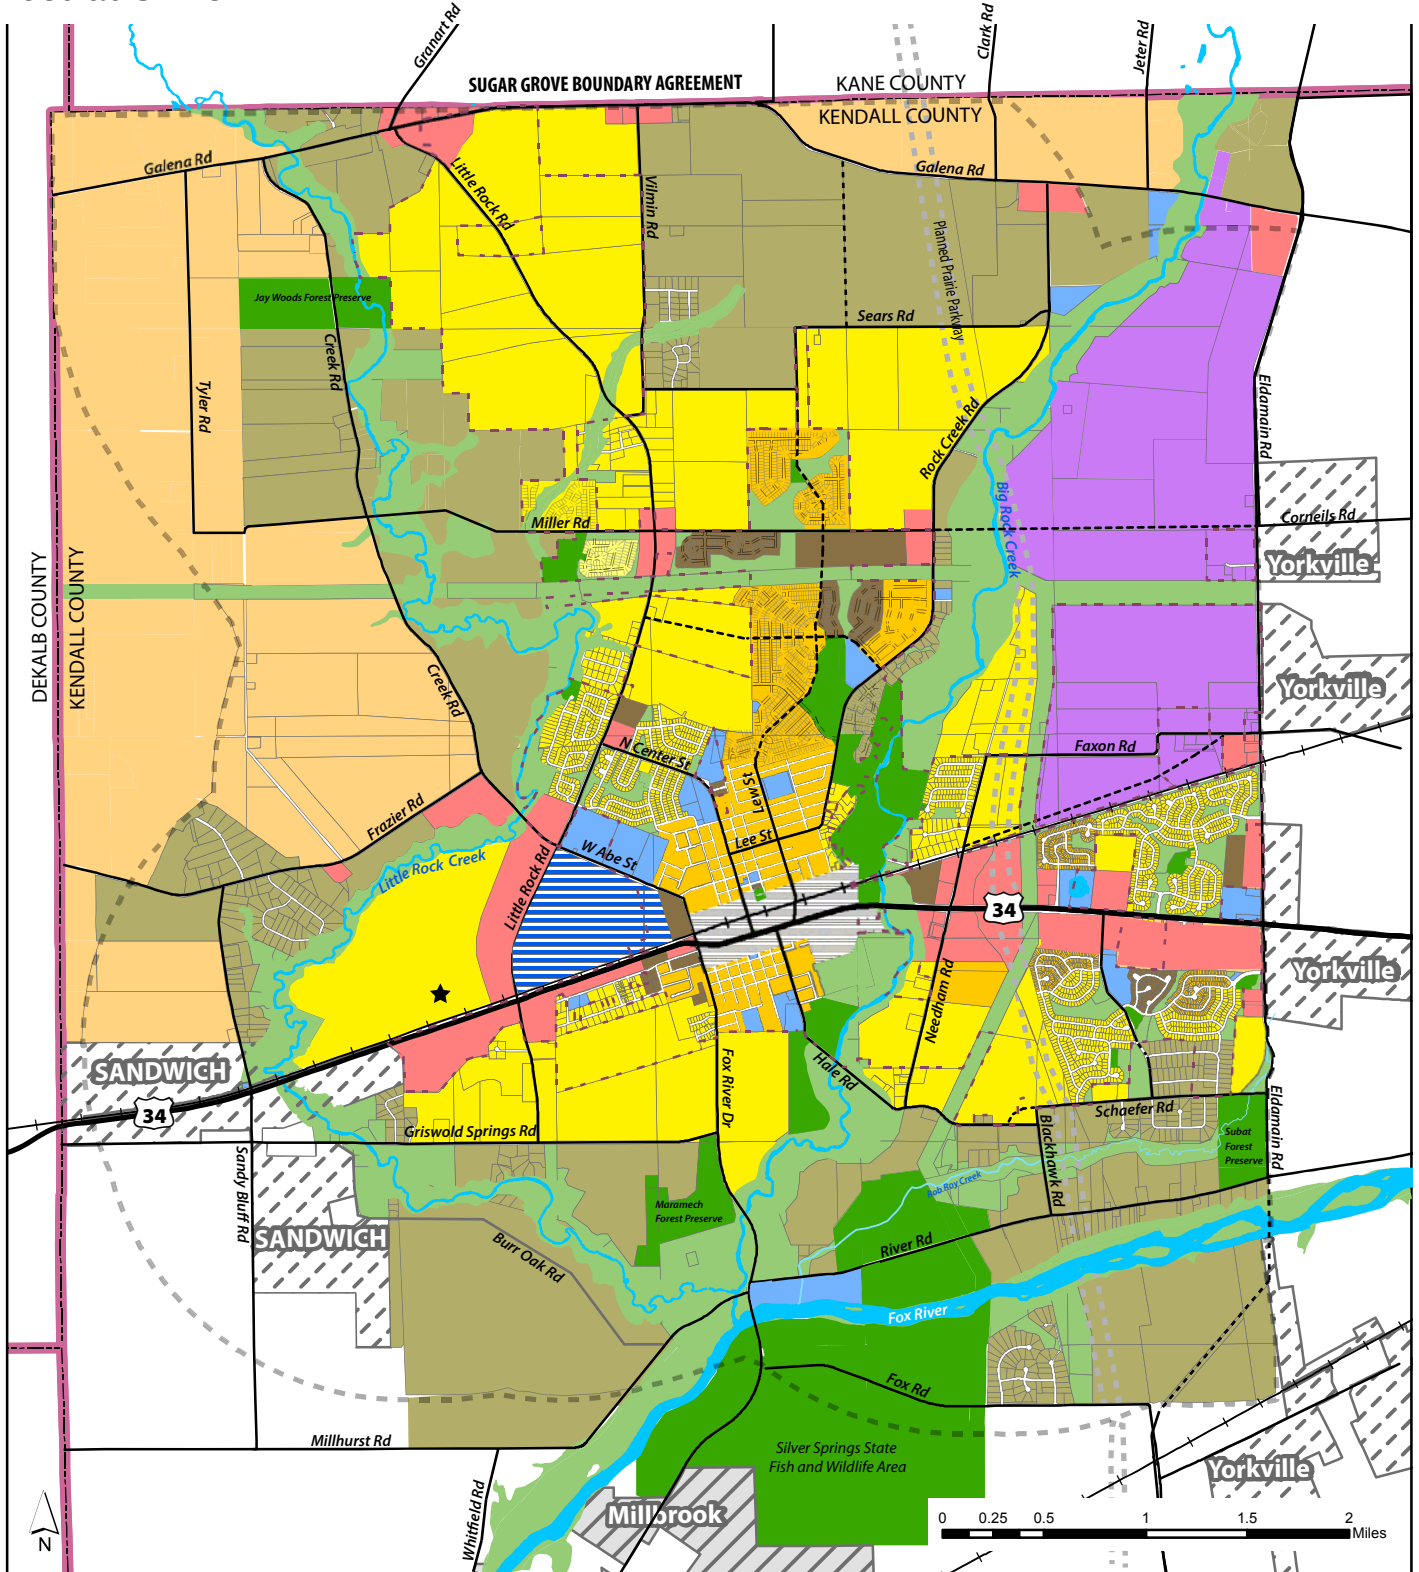 Granart Rd
Clark Rd
Jeter Rd
SUGAR GROVE BOUNDARY AGREEMENT
KANE COUNTY
KENDALL COUNTY
Galena Rd
Galena Rd
Little Rock Rd
Vilmin Rd
Planned Prairie Parkway
Jay Woods Forest Preserve
Sears Rd
Creek Rd
Tyler Rd
Eldamain Rd
Rock Creek Rd
Big Rock Creek
Miller Rd
Corneils Rd
Yorkville
DEKALB COUNTY
KENDALL COUNTY
Creek Rd
Yorkville
N Center St
Faxon Rd
Lew St
Frazier Rd
Lee St
W Abe St
Little Rock Creek
Little Rock Rd
34
Yorkville
Needham Rd
SANDWICH
Fox River Dr
Hale Rd
34
Griswold Springs Rd
Schaefer Rd
Eldamain Rd
Blackhawk Rd
Subat
Forest
Preserve
Sandy Bluff Rd
Rob Roy Creek
Maramech
Forest Preserve
SANDWICH
Burr Oak Rd
River Rd
Fox River
Fox Rd
Millhurst Rd
Silver Springs State
Fish and Wildlife Area
Yorkville
Whitfield Rd
Millbrook
N
0 0.25 0.5 1 1.5 2
Miles